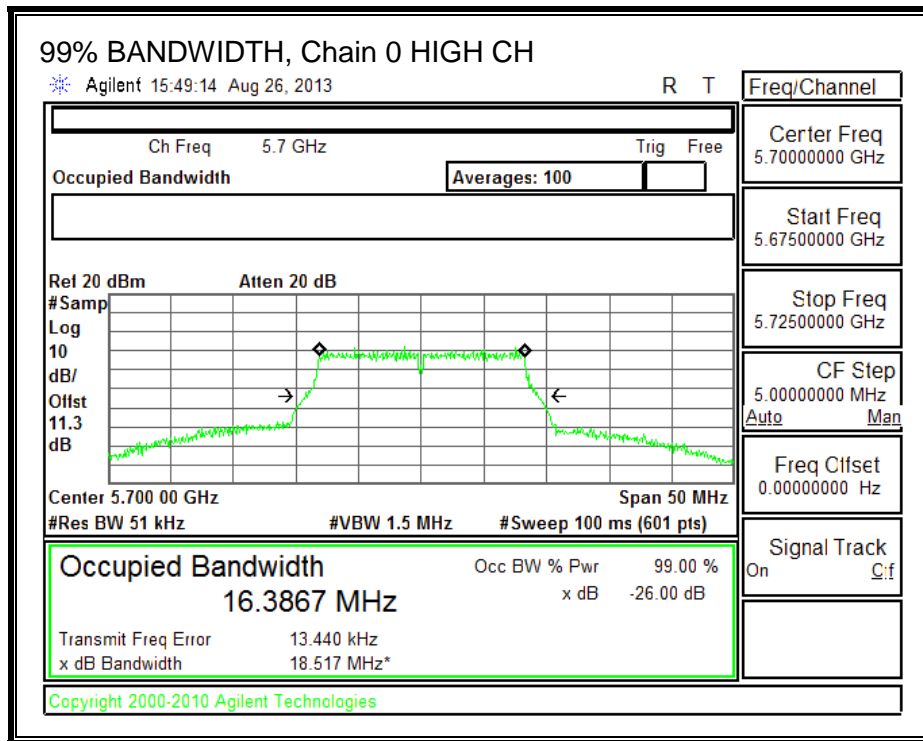 99% BANDWIDTH, Chain 0 HIGH CH
Agilent 15:49:14 Aug 26, 2013 R T
Freq/Channel
Ch Freq 5.7 GHz Trig Free
Occupied Bandwidth Averages: 100
Center Freq
5.70000000 GHz
Start Freq
5.67500000 GHz
Stop Freq
5.72500000 GHz
CF Step
5.00000000 MHz
Auto Man
Freq Offset
0.00000000 Hz
Signal Track
On Off
Ref 20 dBm Atten 20 dB
#Samp
Log
10
dB/
Offst
11.3
dB
Center 5.700 00 GHz Span 50 MHz
#Res BW 51 kHz #VBW 1.5 MHz #Sweep 100 ms (601 pts)
Occupied Bandwidth
16.3867 MHz
Occ BW % Pwr 99.00 %
x dB -26.00 dB
Transmit Freq Error 13.440 kHz
x dB Bandwidth 18.517 MHz*
Copyright 2000-2010 Agilent Technologies